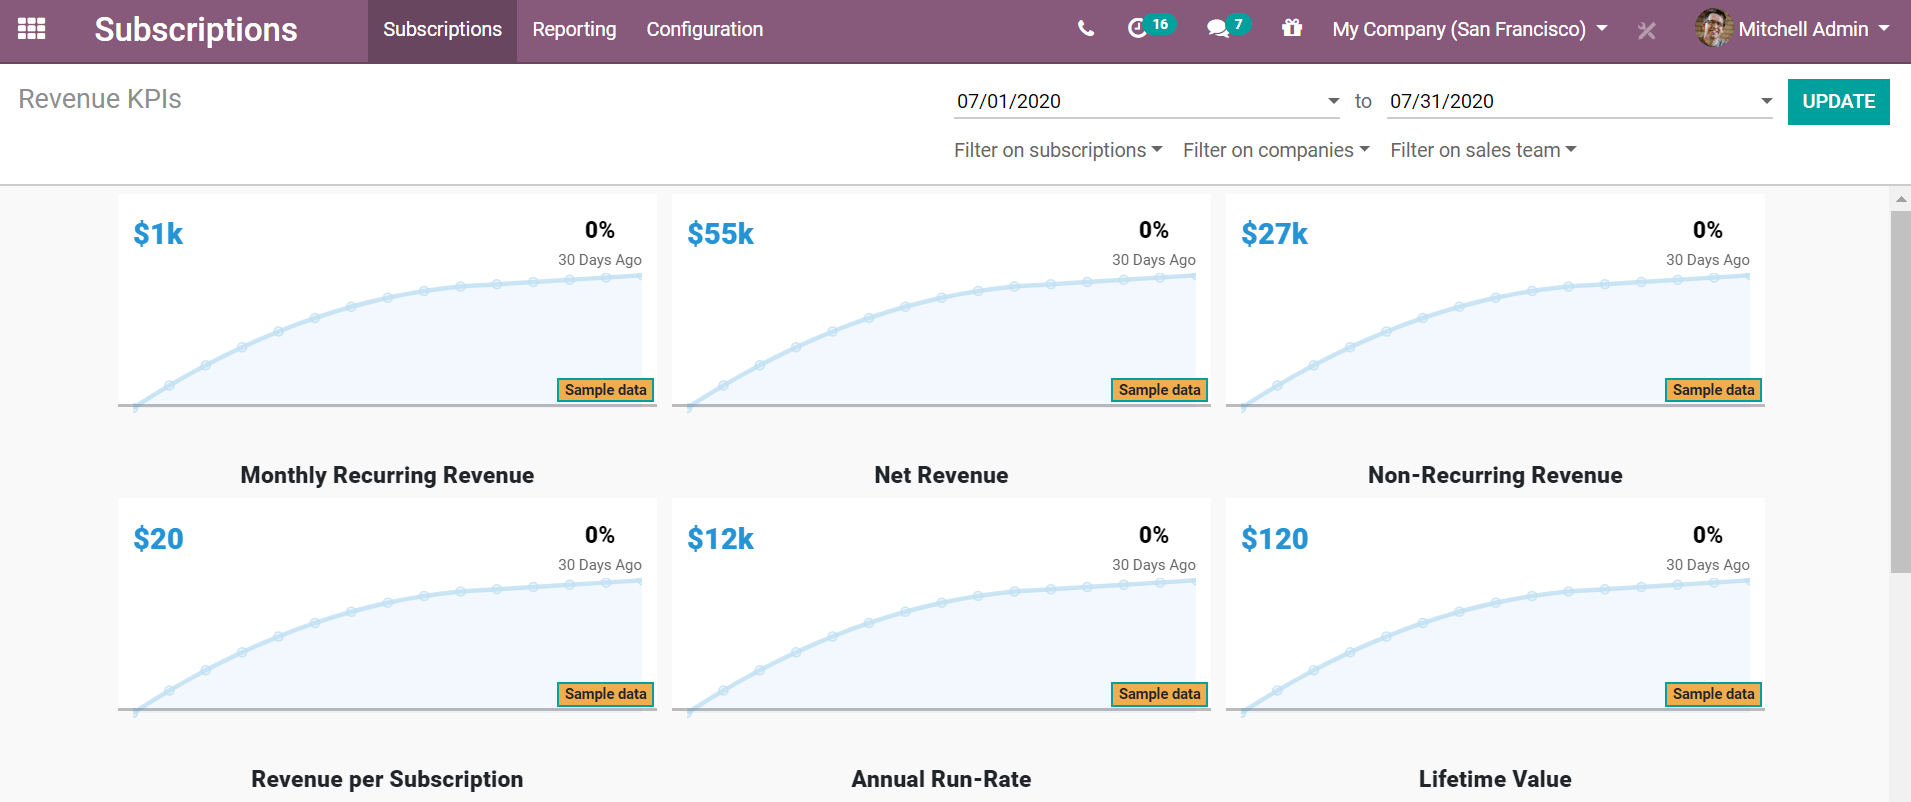 Subscriptions
Subscriptions Reporting Configuration 16 7 My Company (San Francisco) Mitchell Admin
Revenue KPIs
07/01/2020 to 07/31/2020 UPDATE
Filter on subscriptions Filter on companies Filter on sales team
$1k 0% $55k 0% $27k 0%
30 Days Ago 30 Days Ago 30 Days Ago
Sample data Sample data Sample data
Monthly Recurring Revenue Net Revenue Non-Recurring Revenue
$20 0% $12k 0% $120 0%
30 Days Ago 30 Days Ago 30 Days Ago
Sample data Sample data Sample data
Revenue per Subscription Annual Run-Rate Lifetime Value